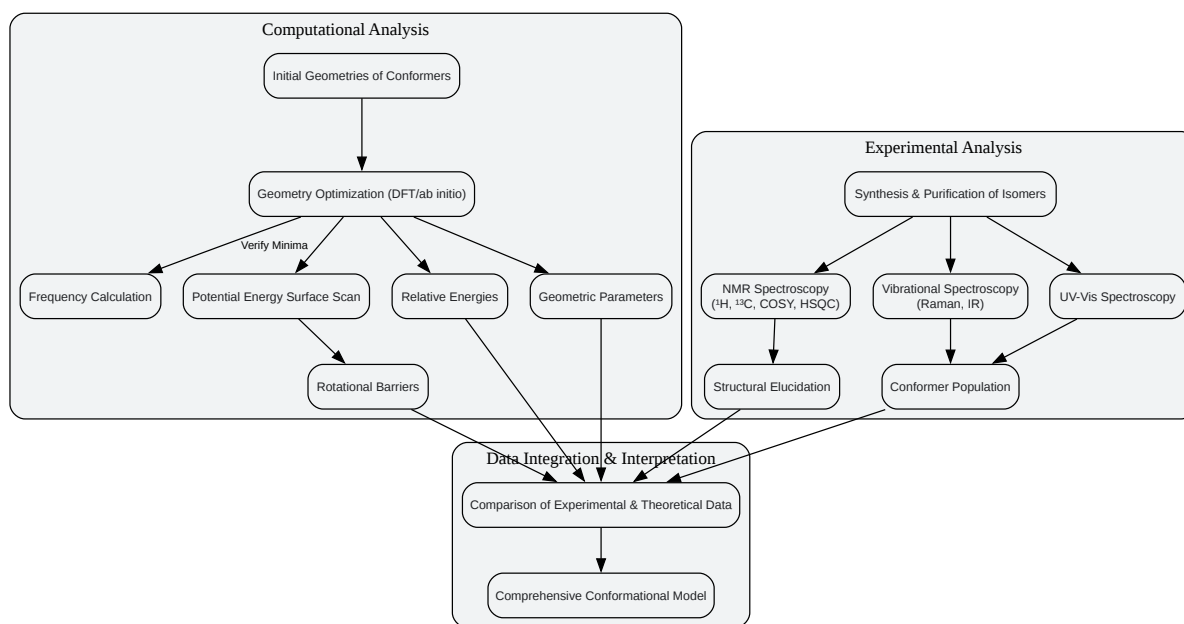 Computational Analysis
Initial Geometries of Conformers
Geometry Optimization (DFT/ab initio)
Verify Minima
Frequency Calculation
Potential Energy Surface Scan
Relative Energies
Geometric Parameters
Rotational Barriers
Experimental Analysis
Synthesis & Purification of Isomers
NMR Spectroscopy
(¹H, ¹³C, COSY, HSQC)
Vibrational Spectroscopy
(Raman, IR)
UV-Vis Spectroscopy
Structural Elucidation
Conformer Population
Data Integration & Interpretation
Comparison of Experimental & Theoretical Data
Comprehensive Conformational Model